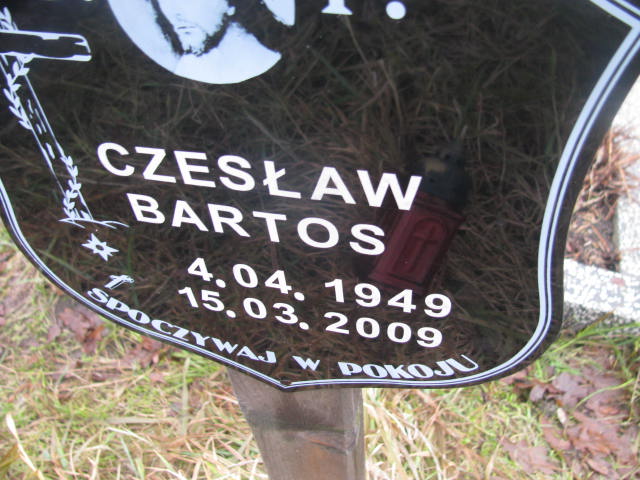 CZESŁAW
BARTOS
4.04.1949
15.03.2009
SPOCZYWAJ W POKOJU